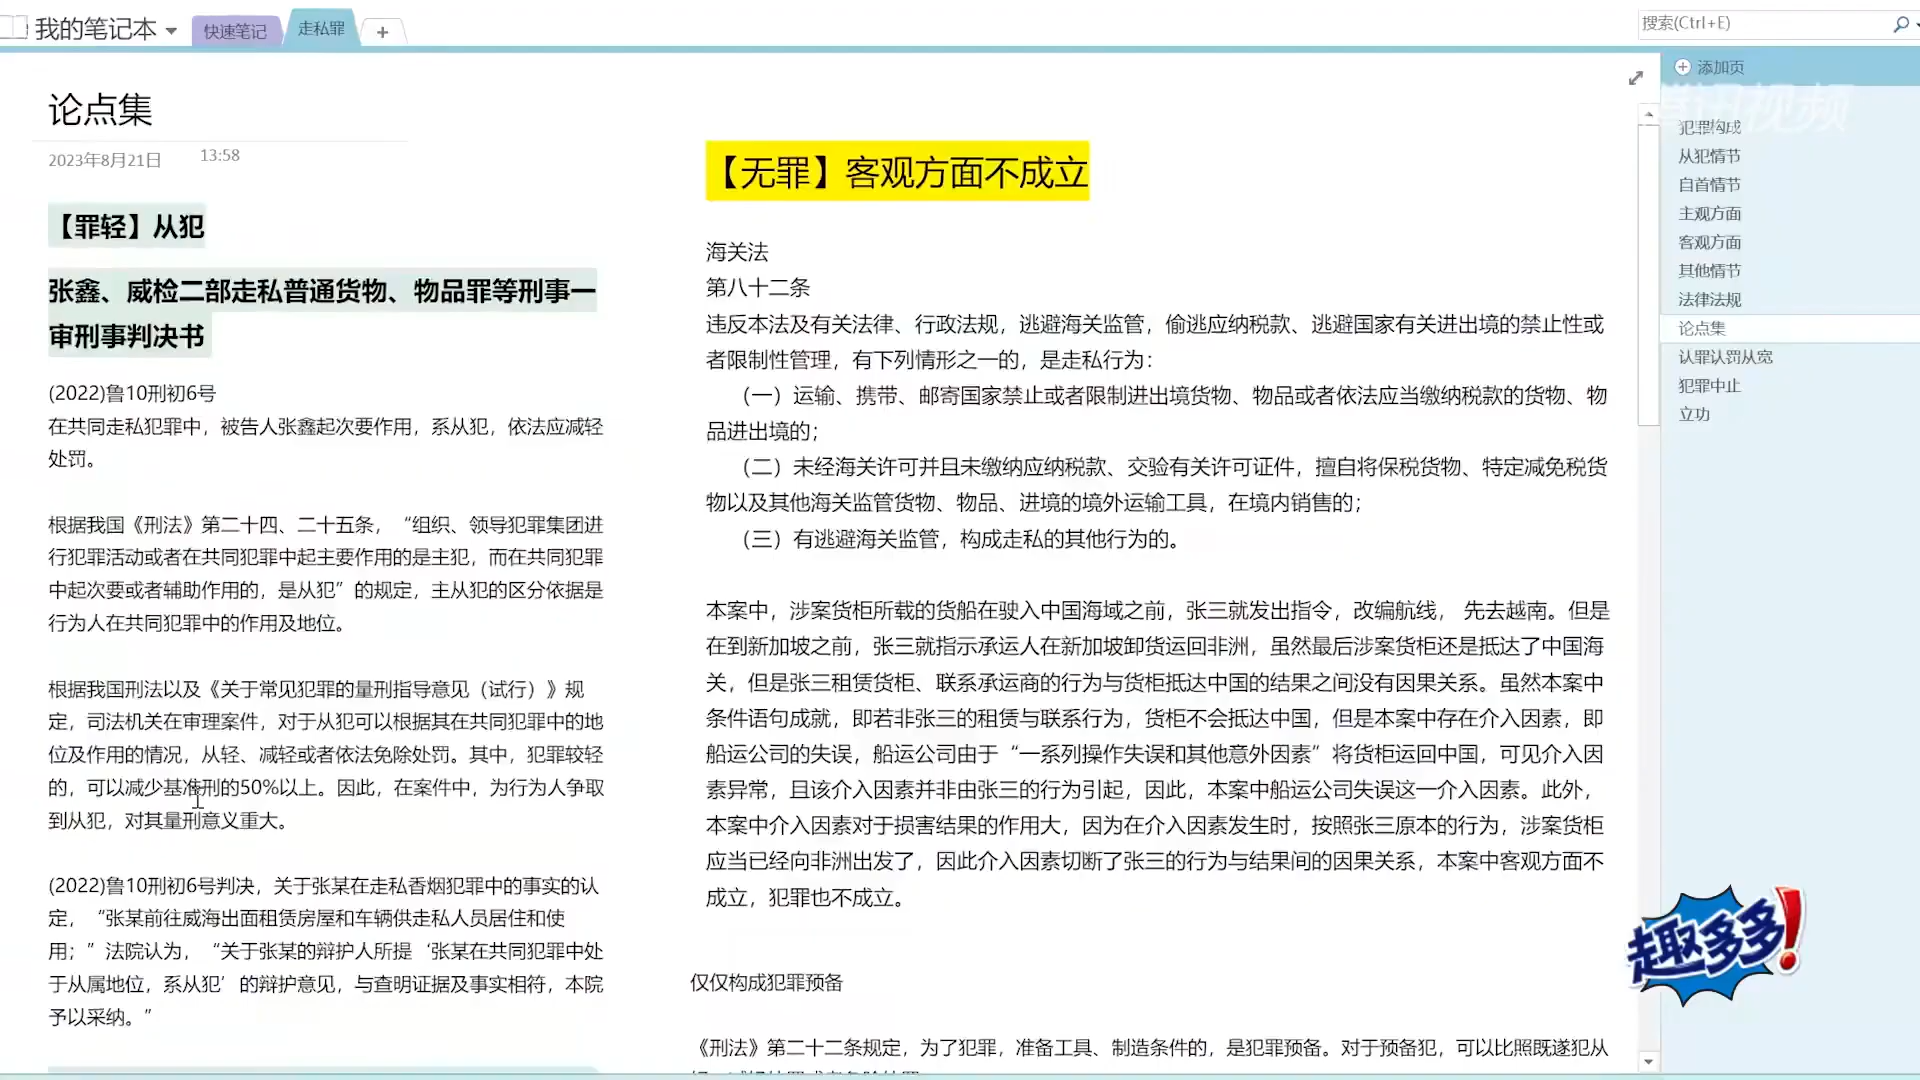 我的笔记本
快速笔记
走私罪
搜索(Ctrl+E)
论点集
2023年8月21日 13:58
【罪轻】从犯
张鑫、威检二部走私普通货物、物品罪等刑事一
审刑事判决书
(2022)鲁10刑初6号
在共同走私犯罪中，被告人张鑫起次要作用，系从犯，依法应减轻
处罚。
根据我国《刑法》第二十四、二十五条，“组织、领导犯罪集团进
行犯罪活动或者在共同犯罪中起主要作用的是主犯，而在共同犯罪
中起次要或者辅助作用的，是从犯”的规定，主从犯的区分依据是
行为人在共同犯罪中的作用及地位。
根据我国刑法以及《关于常见犯罪的量刑指导意见（试行）》规
定，司法机关在审理案件，对于从犯可以根据其在共同犯罪中的地
位及作用的情况，从轻、减轻或者依法免除处罚。其中，犯罪较轻
的，可以减少基准刑的50%以上。因此，在案件中，为行为人争取
到从犯，对其量刑意义重大。
(2022)鲁10刑初6号判决，关于张某在走私香烟犯罪中的事实的认
定，“张某前往威海出面租赁房屋和车辆供走私人员居住和使
用；”法院认为，“关于张某的辩护人所提‘张某在共同犯罪中处
于从属地位，系从犯’的辩护意见，与查明证据及事实相符，本院
予以采纳。”
【无罪】客观方面不成立
海关法
第八十二条
违反本法及有关法律、行政法规，逃避海关监管，偷逃应纳税款、逃避国家有关进出境的禁止性或
者限制性管理，有下列情形之一的，是走私行为：
（一）运输、携带、邮寄国家禁止或者限制进出境货物、物品或者依法应当缴纳税款的货物、物
品进出境的；
（二）未经海关许可并且未缴纳应纳税款、交验有关许可证件，擅自将保税货物、特定减免税货
物以及其他海关监管货物、物品、进境的境外运输工具，在境内销售的；
（三）有逃避海关监管，构成走私的其他行为的。
本案中，涉案货柜所载的货船在驶入中国海域之前，张三就发出指令，改编航线， 先去越南。但是
在到新加坡之前，张三就指示承运人在新加坡卸货运回非洲，虽然最后涉案货柜还是抵达了中国海
关，但是张三租赁货柜、联系承运商的行为与货柜抵达中国的结果之间没有因果关系。虽然本案中
条件语句成就，即若非张三的租赁与联系行为，货柜不会抵达中国，但是本案中存在介入因素，即
船运公司的失误，船运公司由于“一系列操作失误和其他意外因素”将货柜运回中国，可见介入因
素异常，且该介入因素并非由张三的行为引起，因此，本案中船运公司失误这一介入因素。此外，
本案中介入因素对于损害结果的作用大，因为在介入因素发生时，按照张三原本的行为，涉案货柜
应当已经向非洲出发了，因此介入因素切断了张三的行为与结果间的因果关系，本案中客观方面不
成立，犯罪也不成立。
仅仅构成犯罪预备
《刑法》第二十二条规定，为了犯罪，准备工具、制造条件的，是犯罪预备。对于预备犯，可以比照既遂犯从
添加页
腾讯视频
犯罪构成
从犯情节
自首情节
主观方面
客观方面
其他情节
法律法规
论点集
认罪认罚从宽
犯罪中止
立功
趣多多!